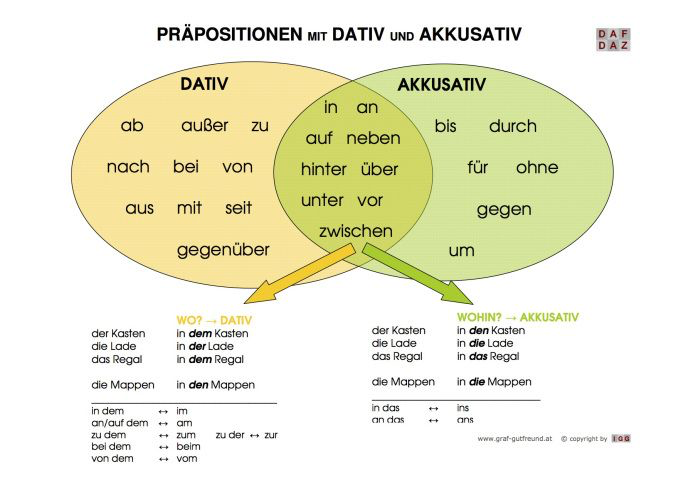 PRÄPOSITIONEN MIT DATIV UND AKKUSATIV
DAF
DAZ
DATIV
AKKUSATIV
in an
ab außer zu
auf neben
bis durch
nach bei von
hinter über
für ohne
aus mit seit
unter vor
gegen
zwischen
gegenüber
um
WO? → DATIV
der Kasten in dem Kasten
die Lade in der Lade
das Regal in dem Regal
die Mappen in den Mappen
in dem ↔ im
an/auf dem ↔ am
zu dem ↔ zum zu der ↔ zur
bei dem ↔ beim
von dem ↔ vom
WOHIN? → AKKUSATIV
der Kasten in den Kasten
die Lade in die Lade
das Regal in das Regal
die Mappen in die Mappen
in das ↔ ins
an das ↔ ans
www.graf-gutfreund.at © copyright by IGG